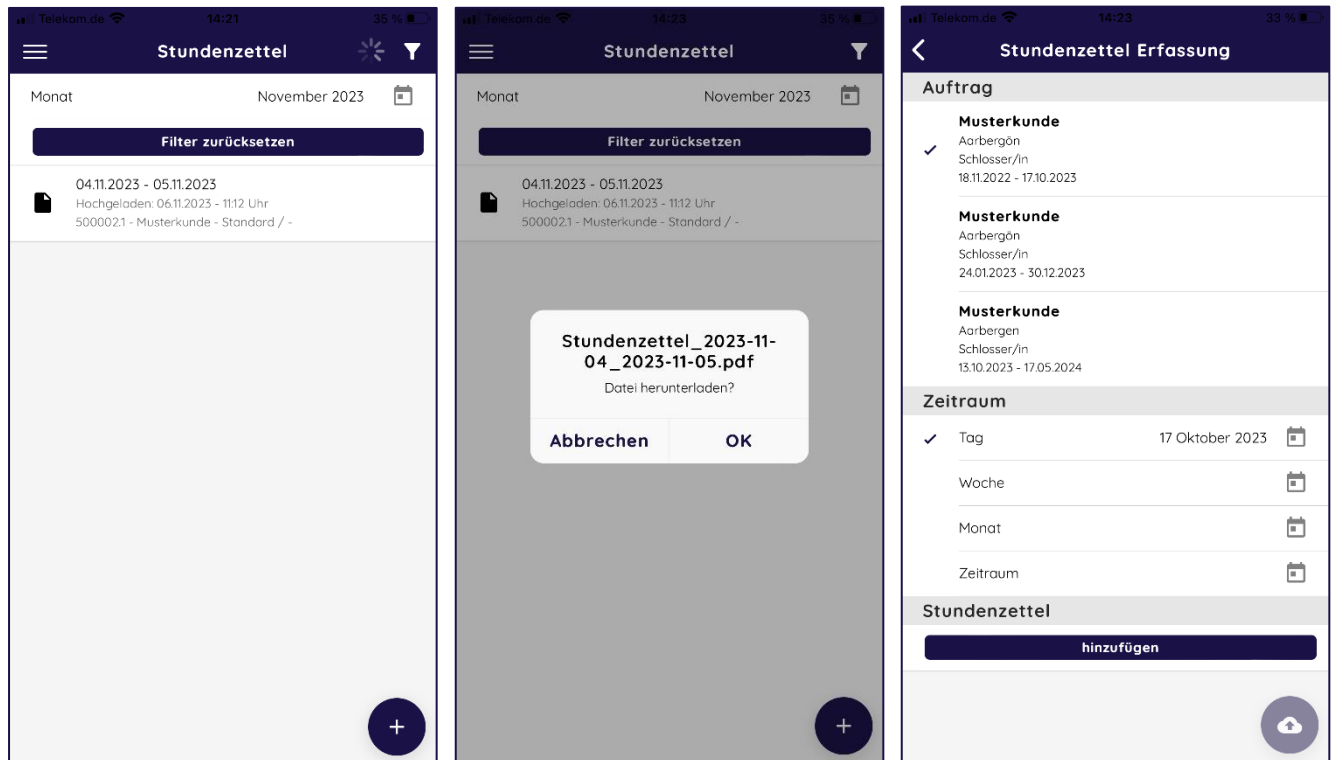 Telekom.de 14:21 35 %
Stundenzettel
Monat November 2023
Filter zurücksetzen
04.11.2023 - 05.11.2023
Hochgeladen: 06.11.2023 - 11:12 Uhr
500002.1 - Musterkunde - Standard / -
+
Telekom.de 14:23 35 %
Stundenzettel
Monat November 2023
Filter zurücksetzen
04.11.2023 - 05.11.2023
Hochgeladen: 06.11.2023 - 11:12 Uhr
500002.1 - Musterkunde - Standard / -
Stundenzettel_2023-11-
04_2023-11-05.pdf
Datei herunterladen?
Abbrechen OK
+
Telekom.de 14:23 33 %
Stundenzettel Erfassung
Auftrag
Musterkunde
Aarbergön
Schlosser/in
18.11.2022 - 17.10.2023
Musterkunde
Aarbergön
Schlosser/in
24.01.2023 - 30.12.2023
Musterkunde
Aarbergen
Schlosser/in
13.10.2023 - 17.05.2024
Zeitraum
Tag 17 Oktober 2023
Woche
Monat
Zeitraum
Stundenzettel
hinzufügen